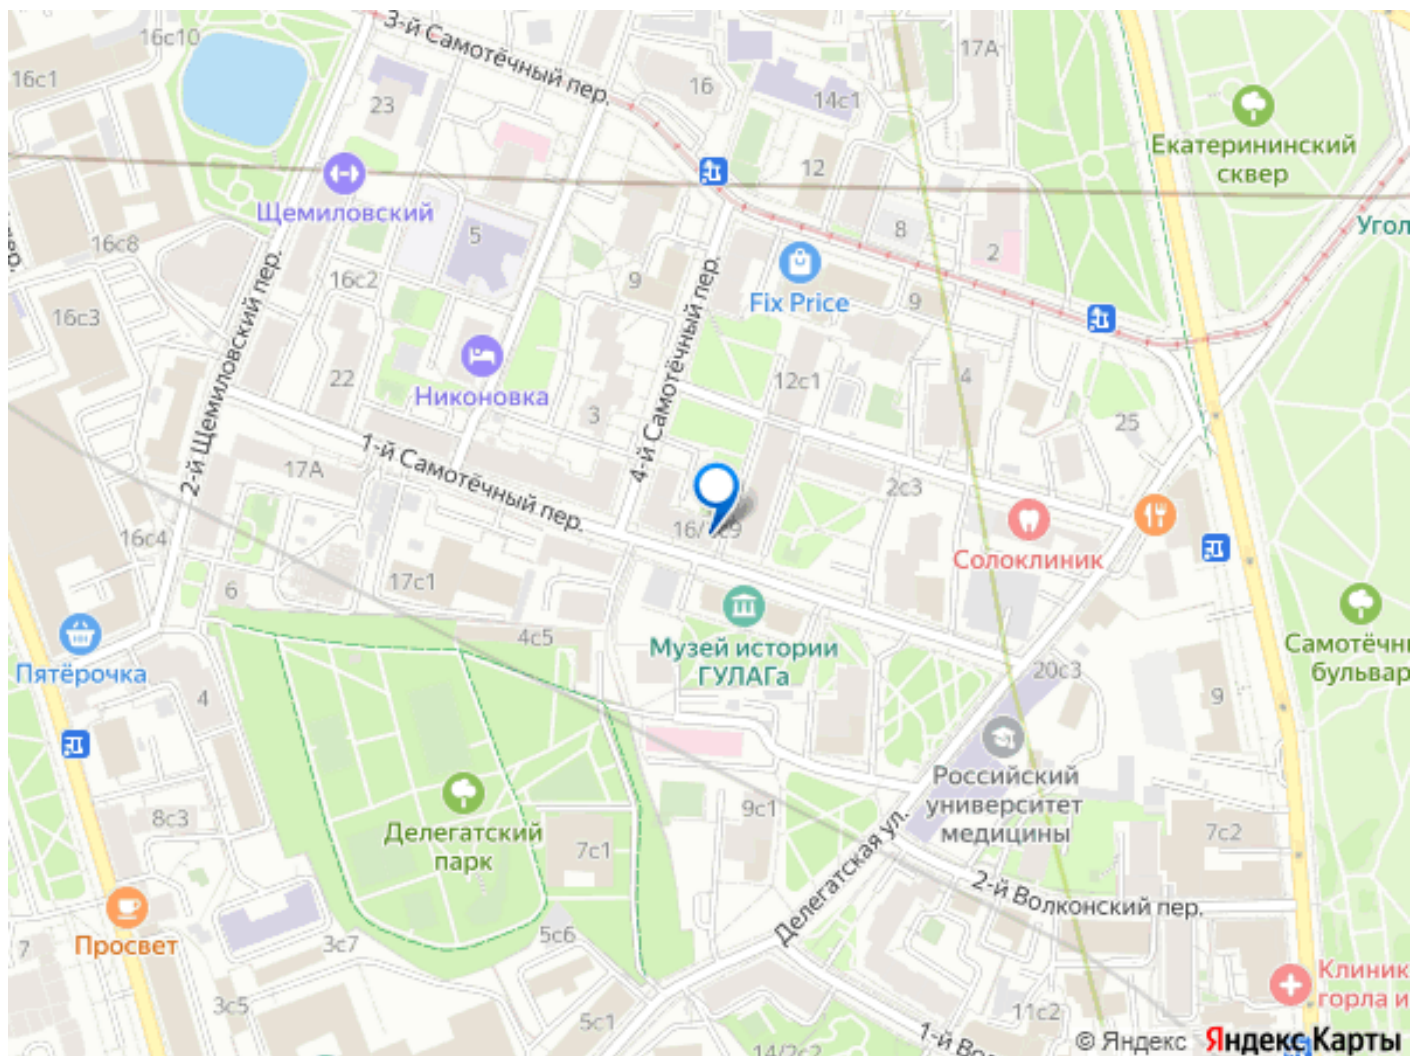 16с10
3-й Самотёчный пер.
17А
16с1
16
23
14с1
Екатерининский
сквер
12
Щемиловский
Угол
5
8
16с8
2
9
16с2
Fix Price
9
16с3
2-й Щемиловский пер.
4-й Самотёчный пер.
22
Никоновка
12с1
4
3
25
1-й Самотёчный пер.
17А
2с3
16с4
Солоклиник
17с1
6
Музей истории
ГУЛАГа
4с5
Самотёчн
бульвар
Пятёрочка
20с3
4
9
Российский
университет
медицины
9с1
8с3
Делегатский
парк
7с1
7с2
Делегатская ул.
2-й Волконский пер.
Просвет
7
3с7
5с6
Клиник
горла и
3с5
5с1
11с2
1-й Во
14/2с2
© Яндекс Яндекс Карты